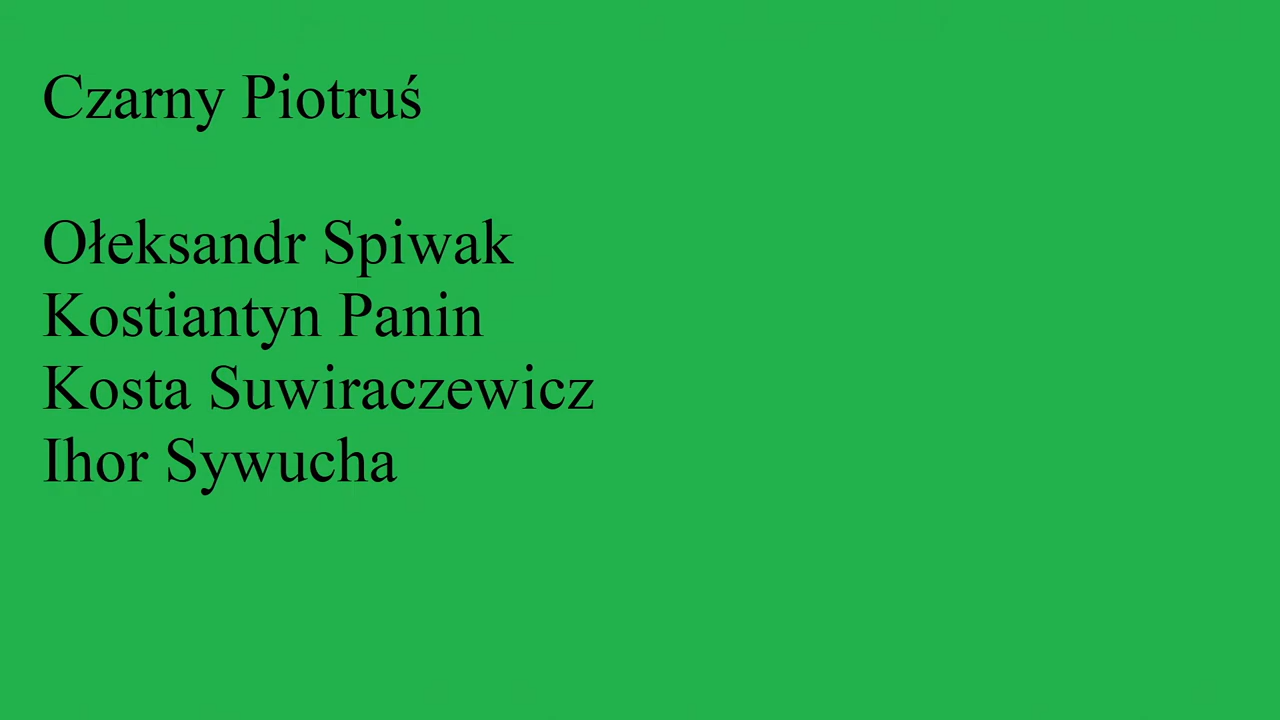 Czarny Piotruś
Ołeksandr Spiwak
Kostiantyn Panin
Kosta Suwiraczewicz
Ihor Sywucha